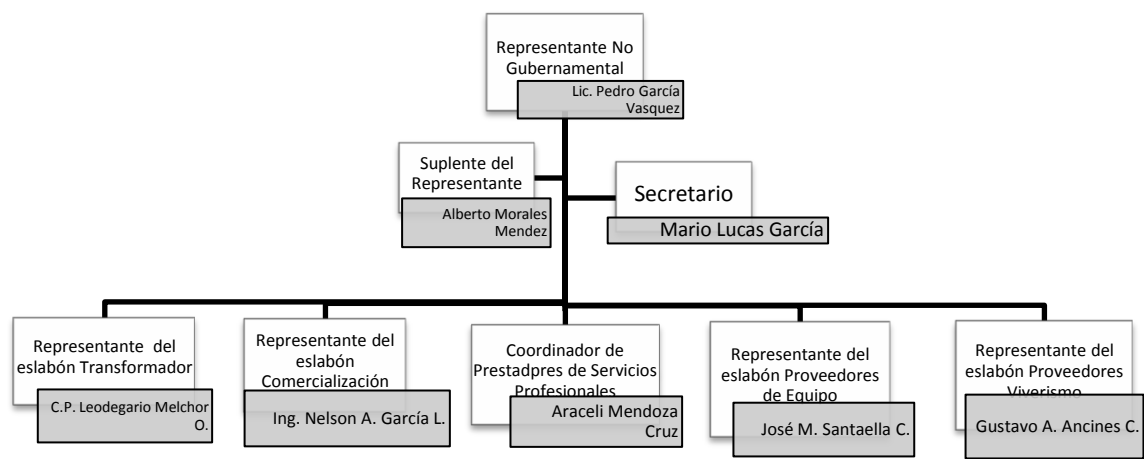 Representante No
Gubernamental
Lic. Pedro García
Vasquez
Suplente del
Representante
Alberto Morales
Mendez
Secretario
Mario Lucas García
Representante del
eslabón Transformador
C.P. Leodegario Melchor
O.
Representante del
eslabón
Comercialización
Ing. Nelson A. García L.
Coordinador de
Prestadpres de Servicios
Profesionales
Araceli Mendoza
Cruz
Representante del
eslabón Proveedores
de Equipo
José M. Santaella C.
Representante del
eslabón Proveedores
Viverismo
Gustavo A. Ancines C.